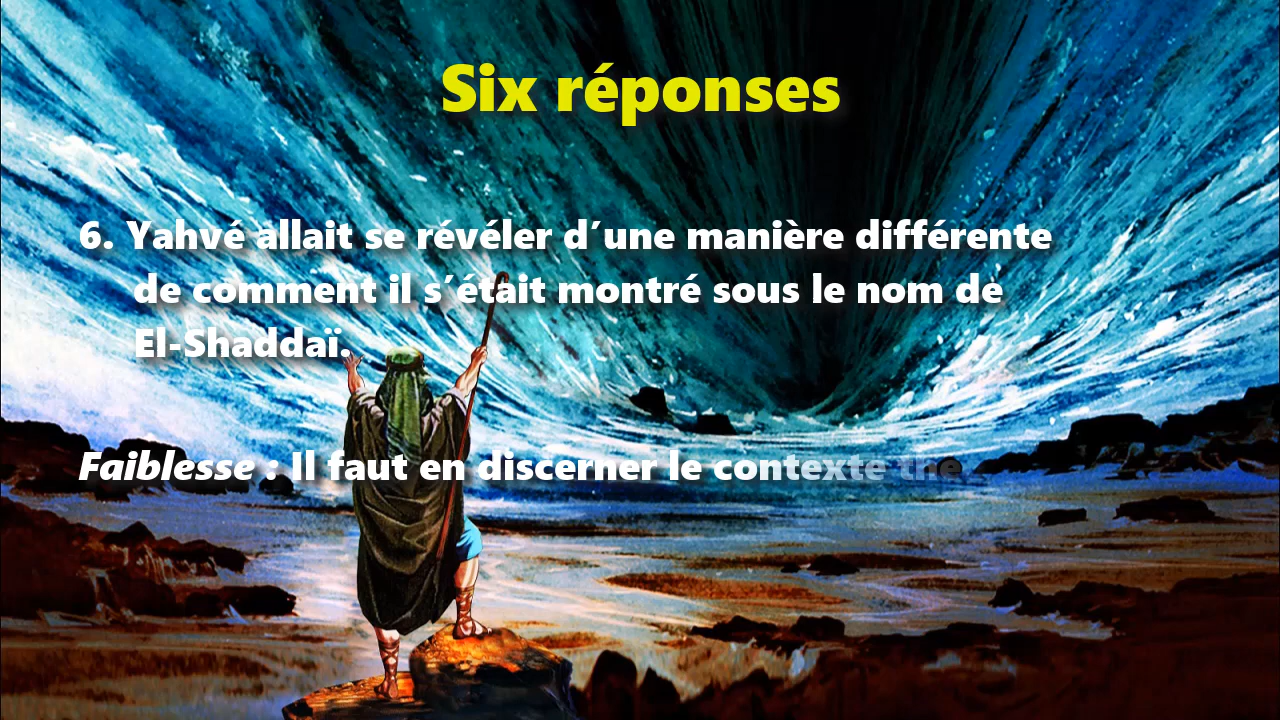 Six réponses
6. Yahvé allait se révéler d´une manière différente
de comment il s´était montré sous le nom de
El-Shaddaï.
Faiblesse : Il faut en discerner le contexte